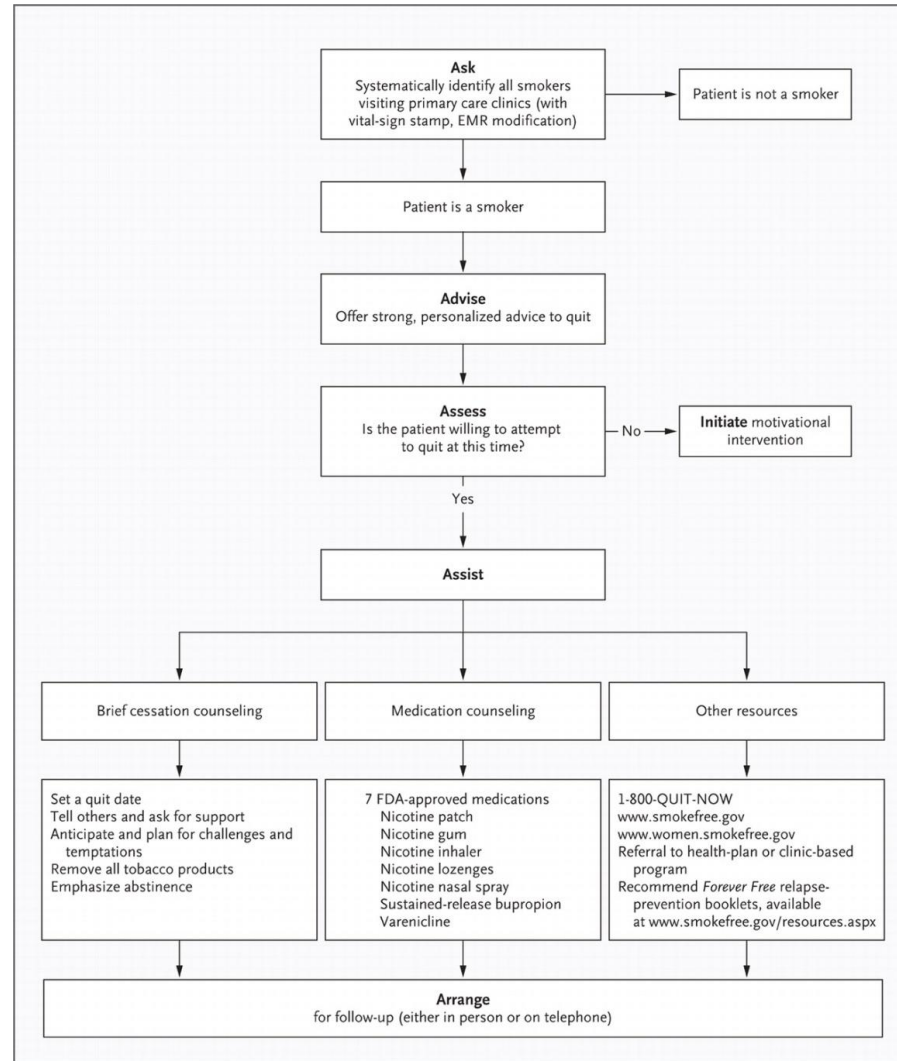 Ask
Systematically identify all smokers
visiting primary care clinics (with
vital-sign stamp, EMR modification)
Patient is not a smoker
Patient is a smoker
Advise
Offer strong, personalized advice to quit
Assess
Is the patient willing to attempt
to quit at this time?
No
Initiate motivational
intervention
Yes
Assist
Brief cessation counseling
Medication counseling
Other resources
Set a quit date
Tell others and ask for support
Anticipate and plan for challenges and
temptations
Remove all tobacco products
Emphasize abstinence
7 FDA-approved medications
Nicotine patch
Nicotine gum
Nicotine inhaler
Nicotine lozenges
Nicotine nasal spray
Sustained-release bupropion
Varenicline
1-800-QUIT-NOW
www.smokefree.gov
www.women.smokefree.gov
Referral to health-plan or clinic-based
program
Recommend Forever Free relapse-
prevention booklets, available
at www.smokefree.gov/resources.aspx
Arrange
for follow-up (either in person or on telephone)